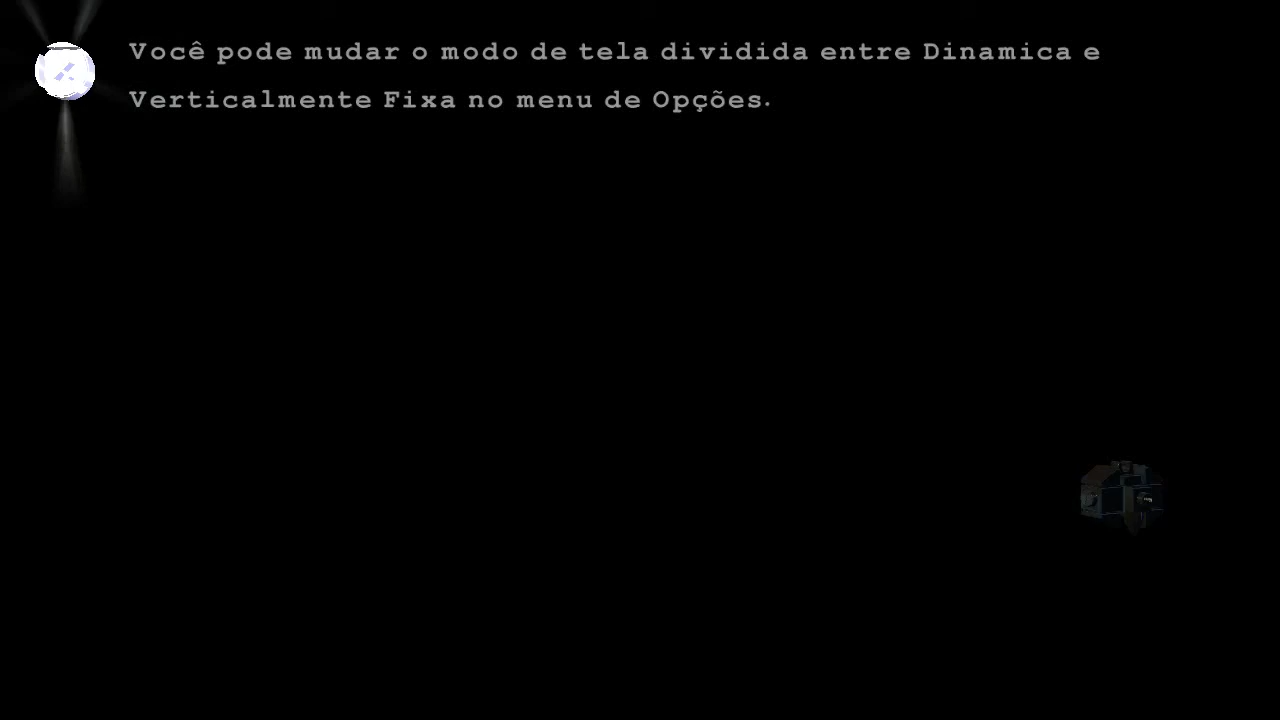 Você pode mudar o modo de tela dividida entre Dinamica e
Verticalmente Fixa no menu de Opções.